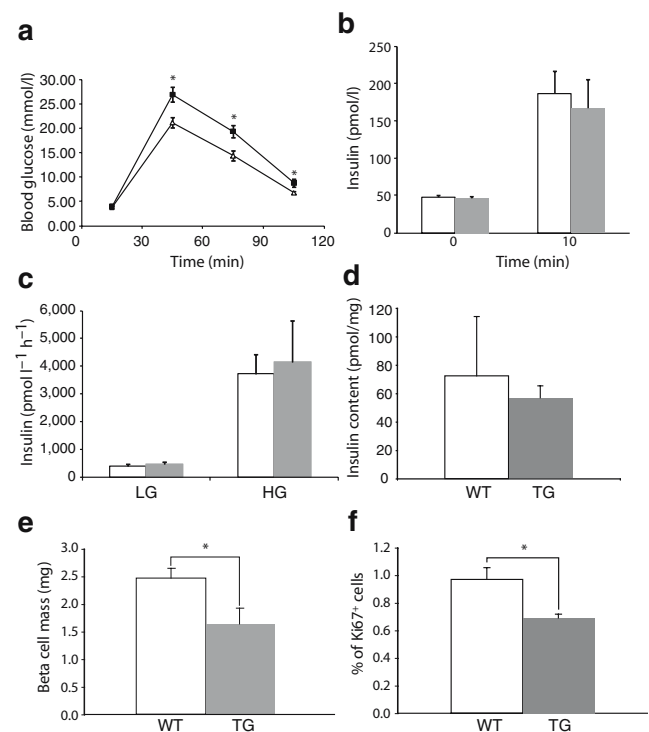 a
Blood glucose (mmol/l)
30.00
25.00
20.00
15.00
10.00
5.00
0.00
*
*
*
0 30 60 90 120
Time (min)
b
Insulin (pmol/l)
250
200
150
100
50
0
0 10
Time (min)
c
Insulin (pmol l⁻¹ h⁻¹)
6,000
5,000
4,000
3,000
2,000
1,000
0
LG HG
d
Insulin content (pmol/mg)
120
100
80
60
40
20
0
WT TG
e
Beta cell mass (mg)
3.0
2.5
2.0
1.5
1.0
0.5
0.0
*
WT TG
f
% of Ki67⁺ cells
1.2
1.0
0.8
0.6
0.4
0.2
0.0
*
WT TG